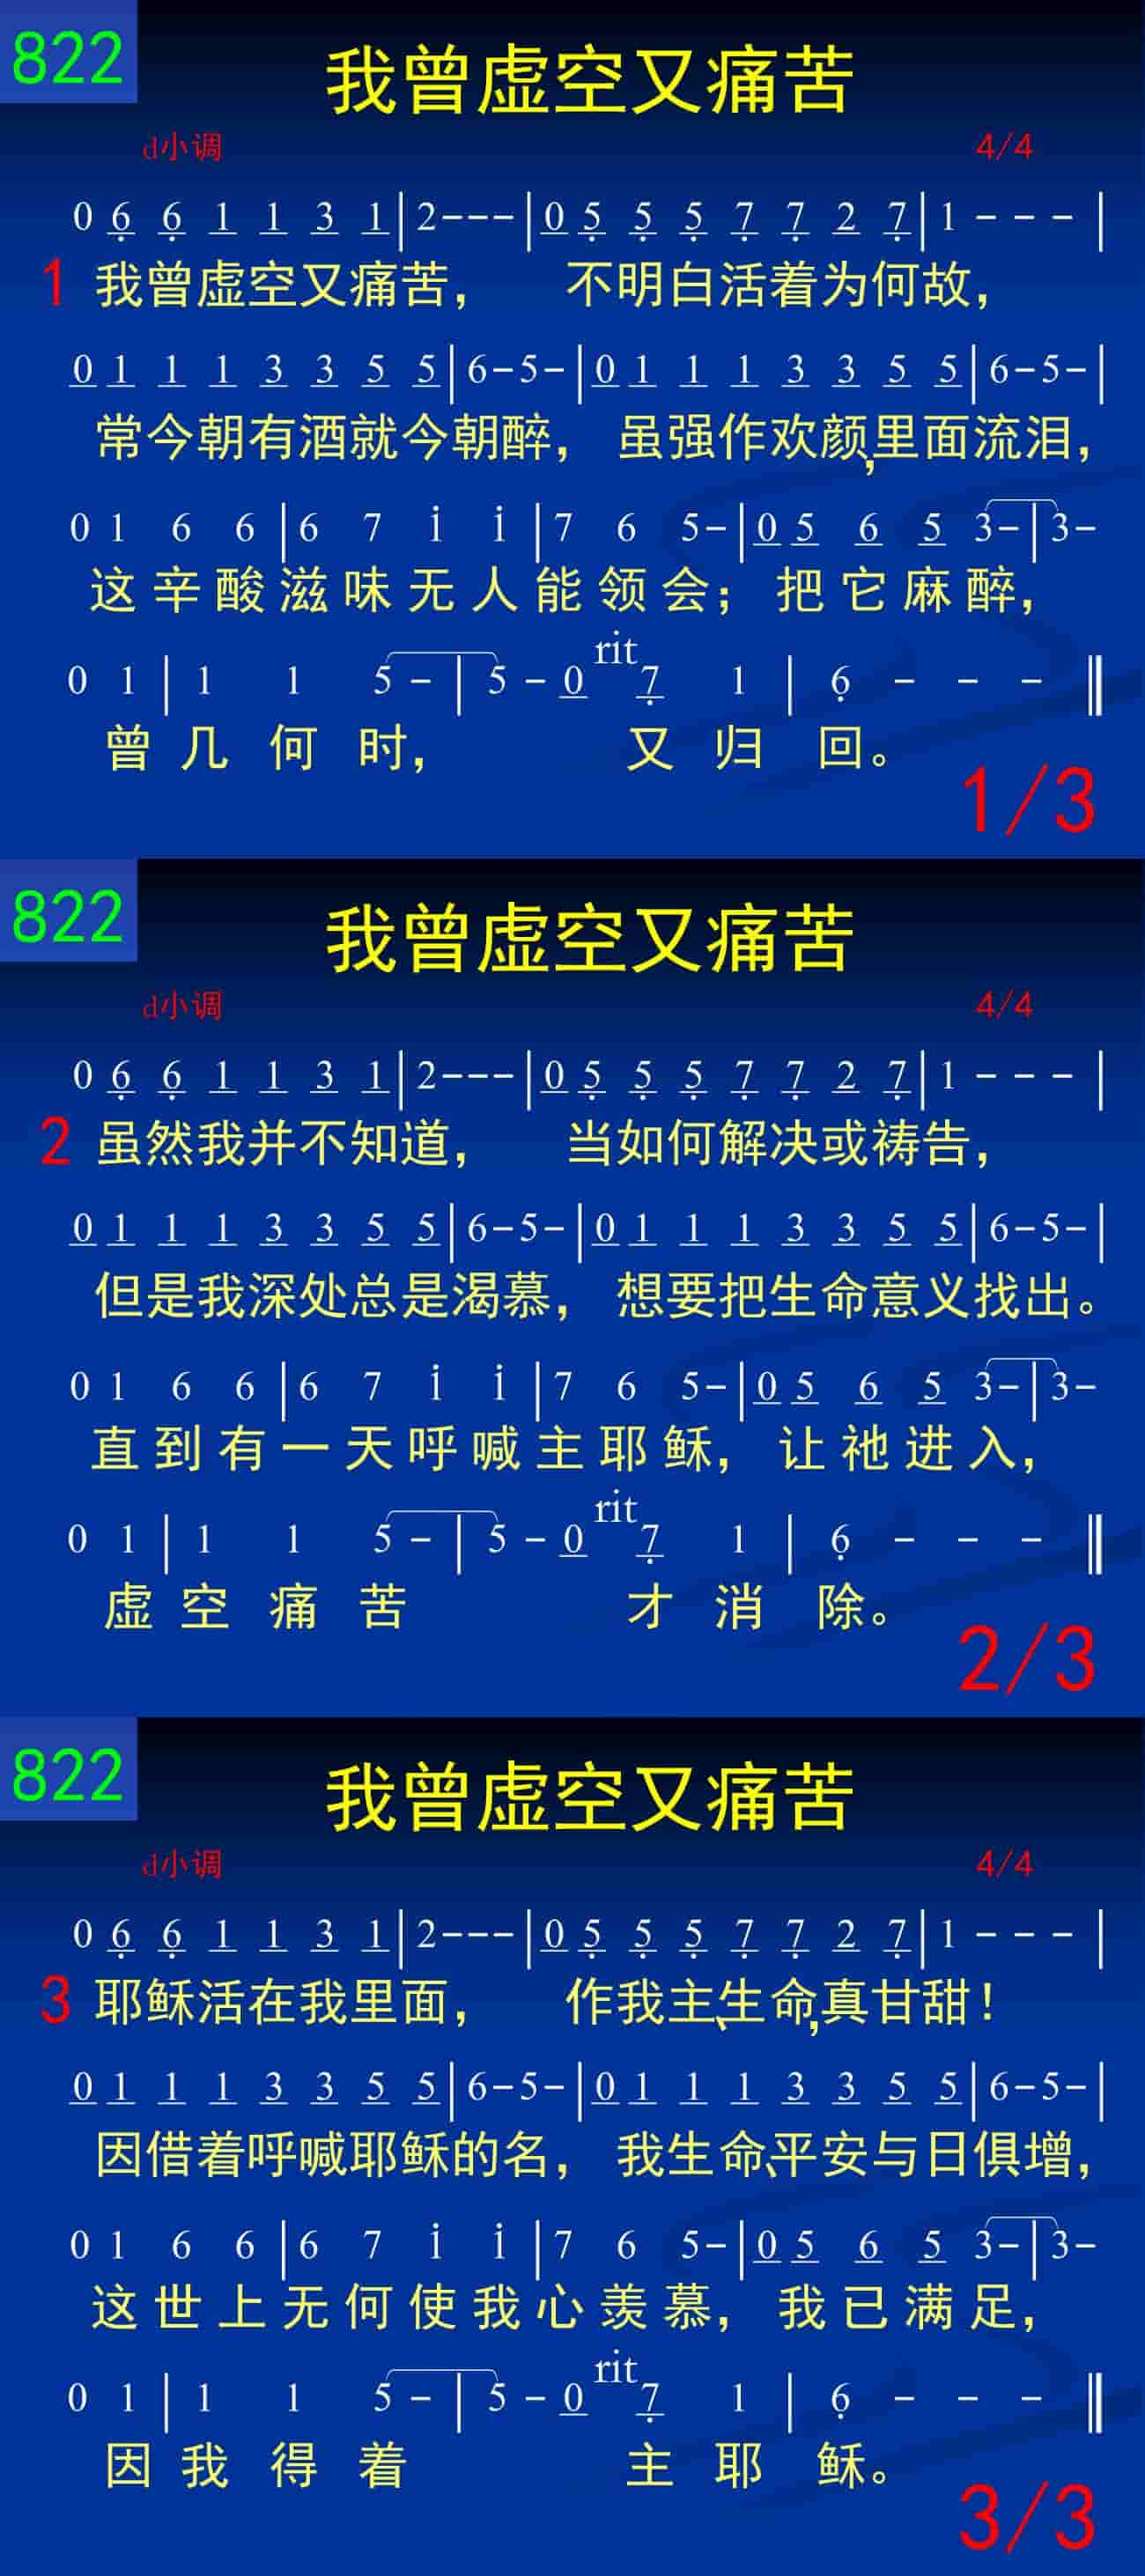 822
我曾虚空又痛苦
d小调 4/4
0 6̣ 6̣ 1 1 3 1|2---|0 5̣ 5̣ 5̣ 7̣ 7̣ 2 7̣|1 - - - |
1 我曾虚空又痛苦， 不明白活着为何故，
0 1 1 1 3 3 5 5|6-5-|0 1 1 1 3 3 5 5|6-5-|
常今朝有酒就今朝醉， 虽强作欢颜,里面流泪，
0 1 6 6|6 7 i i|7 6 5-|0 5 6 5 3-|3-
这辛酸滋味无人能领会；把它麻醉，
rit
0 1| 1 1 5 - | 5 - 0 7̣ 1 | 6̣ - - - ‖
曾几何时， 又归回。
1/3
822
我曾虚空又痛苦
d小调 4/4
0 6̣ 6̣ 1 1 3 1|2---|0 5̣ 5̣ 5̣ 7̣ 7̣ 2 7̣|1 - - - |
2 虽然我并不知道， 当如何解决或祷告，
0 1 1 1 3 3 5 5|6-5-|0 1 1 1 3 3 5 5|6-5-|
但是我深处总是渴慕， 想要把生命意义找出。
0 1 6 6|6 7 i i|7 6 5-|0 5 6 5 3-|3-
直到有一天呼喊主耶稣，让祂进入，
rit
0 1| 1 1 5 - | 5 - 0 7̣ 1 | 6̣ - - - ‖
虚空痛苦 才消除。
2/3
822
我曾虚空又痛苦
d小调 4/4
0 6̣ 6̣ 1 1 3 1|2---|0 5̣ 5̣ 5̣ 7̣ 7̣ 2 7̣|1 - - - |
3 耶稣活在我里面， 作我主、生命,真甘甜！
0 1 1 1 3 3 5 5|6-5-|0 1 1 1 3 3 5 5|6-5-|
因借着呼喊耶稣的名， 我生命、平安与日俱增，
0 1 6 6|6 7 i i|7 6 5-|0 5 6 5 3-|3-
这世上无何使我心羡慕，我已满足，
rit
0 1| 1 1 5 - | 5 - 0 7̣ 1 | 6̣ - - - ‖
因我得着 主耶稣。
3/3